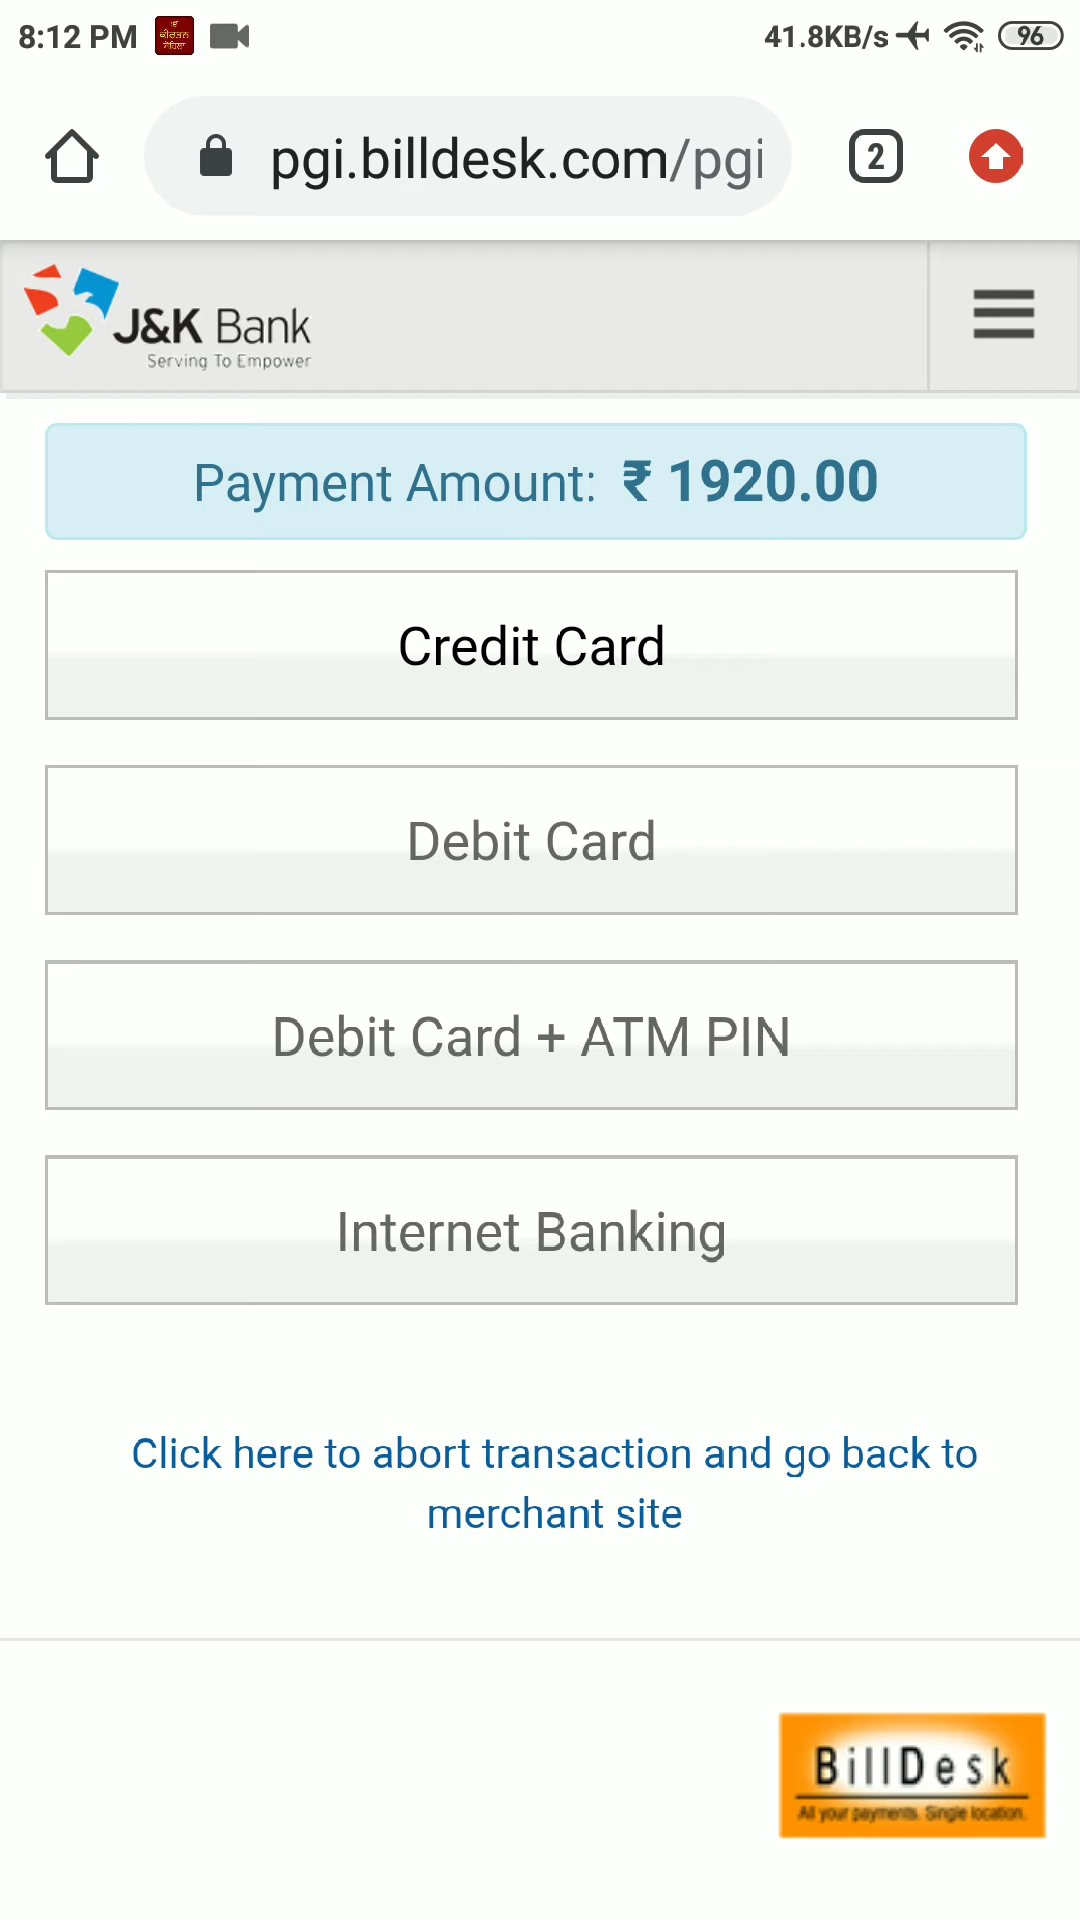 8:12 PM ੴ ਕੀਰਤਨ ਸੋਹਿਲਾ 41.8KB/s 96
pgi.billdesk.com/pgi 2
J&K Bank
Serving To Empower
Payment Amount: ₹ 1920.00
Credit Card
Debit Card
Debit Card + ATM PIN
Internet Banking
Click here to abort transaction and go back to
merchant site
BillDesk
All your payments. Single location.